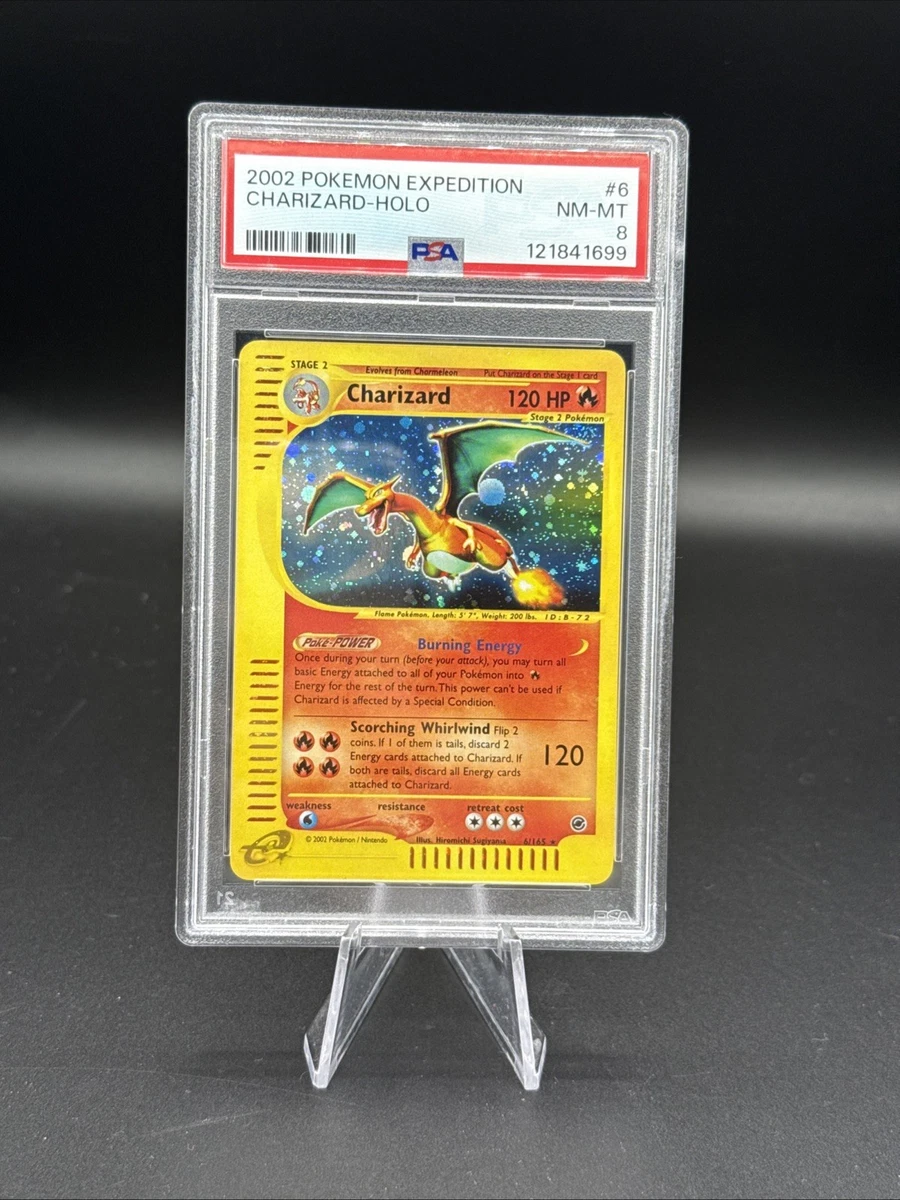 2002 POKEMON EXPEDITION #6
CHARIZARD-HOLO NM-MT
8
PSA 121841699
STAGE 2 Evolves from Charmeleon Put Charizard on the Stage 1 card
Charizard 120 HP
Stage 2 Pokémon
Flame Pokémon. Length: 5' 7", Weight: 200 lbs. ID: B-72
Poké-POWER Burning Energy
Once during your turn (before your attack), you may turn all
basic Energy attached to all of your Pokémon into
Energy for the rest of the turn. This power can't be used if
Charizard is affected by a Special Condition.
Scorching Whirlwind Flip 2
coins. If 1 of them is tails, discard 2
Energy cards attached to Charizard. If
both are tails, discard all Energy cards
attached to Charizard.
120
weakness resistance retreat cost
© 2002 Pokémon / Nintendo Illus. Hiromichi Sugiyama 6/165 ★
e
PSA